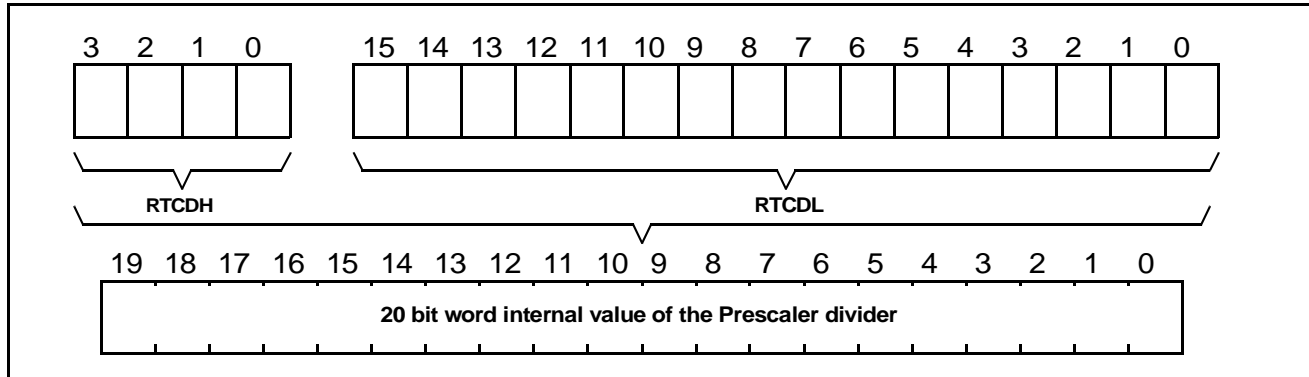 3 2 1 0 15 14 13 12 11 10 9 8 7 6 5 4 3 2 1 0
RTCDH RTCDL
19 18 17 16 15 14 13 12 11 10 9 8 7 6 5 4 3 2 1 0
20 bit word internal value of the Prescaler divider